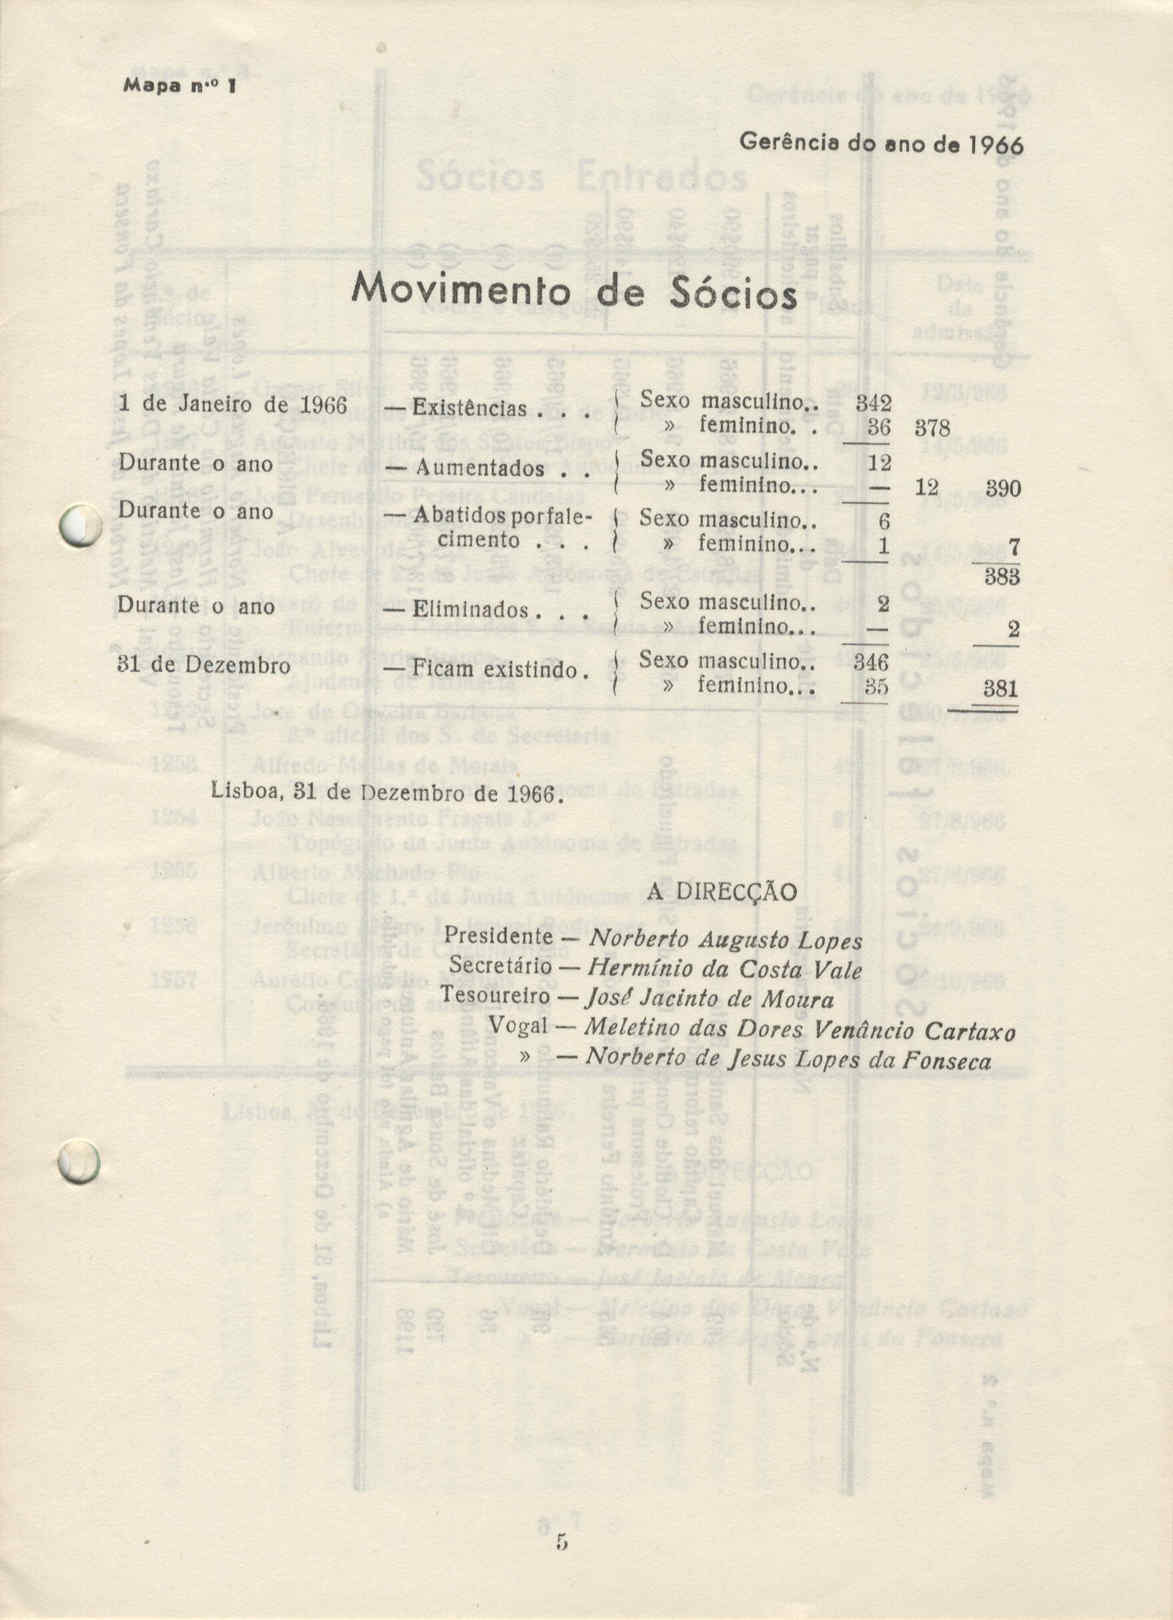 Mapa n.º 1
Gerência do ano de 1966
Movimento de Sócios
1 de Janeiro de 1966 — Existências . . . { Sexo masculino.. 342
» feminino. . 36 378
Durante o ano — Aumentados . . { Sexo masculino.. 12
» feminino... — 12 390
Durante o ano — Abatidos por fale- { Sexo masculino.. 6
cimento . . . » feminino... 1 7
383
Durante o ano — Eliminados . . . { Sexo masculino.. 2
» feminino... — 2
31 de Dezembro — Ficam existindo . { Sexo masculino.. 346
» feminino... 35 381
Lisboa, 31 de Dezembro de 1966.
A DIRECÇÃO
Presidente — Norberto Augusto Lopes
Secretário — Hermínio da Costa Vale
Tesoureiro — José Jacinto de Moura
Vogal — Meletino das Dores Venâncio Cartaxo
» — Norberto de Jesus Lopes da Fonseca
5